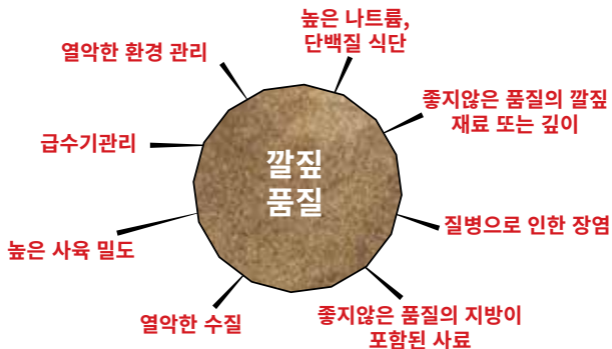 높은 나트륨,
단백질 식단
열악한 환경 관리
좋지않은 품질의 깔짚
재료 또는 깊이
급수기관리
깔짚
품질
질병으로 인한 장염
높은 사육 밀도
열악한 수질
좋지않은 품질의 지방이
포함된 사료